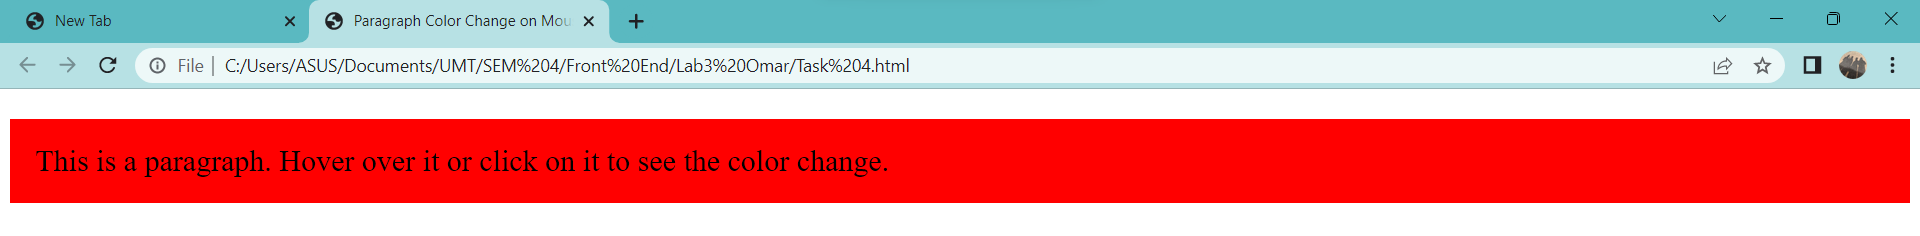 New Tab
Paragraph Color Change on Mou
File | C:/Users/ASUS/Documents/UMT/SEM%204/Front%20End/Lab3%20Omar/Task%204.html
This is a paragraph. Hover over it or click on it to see the color change.